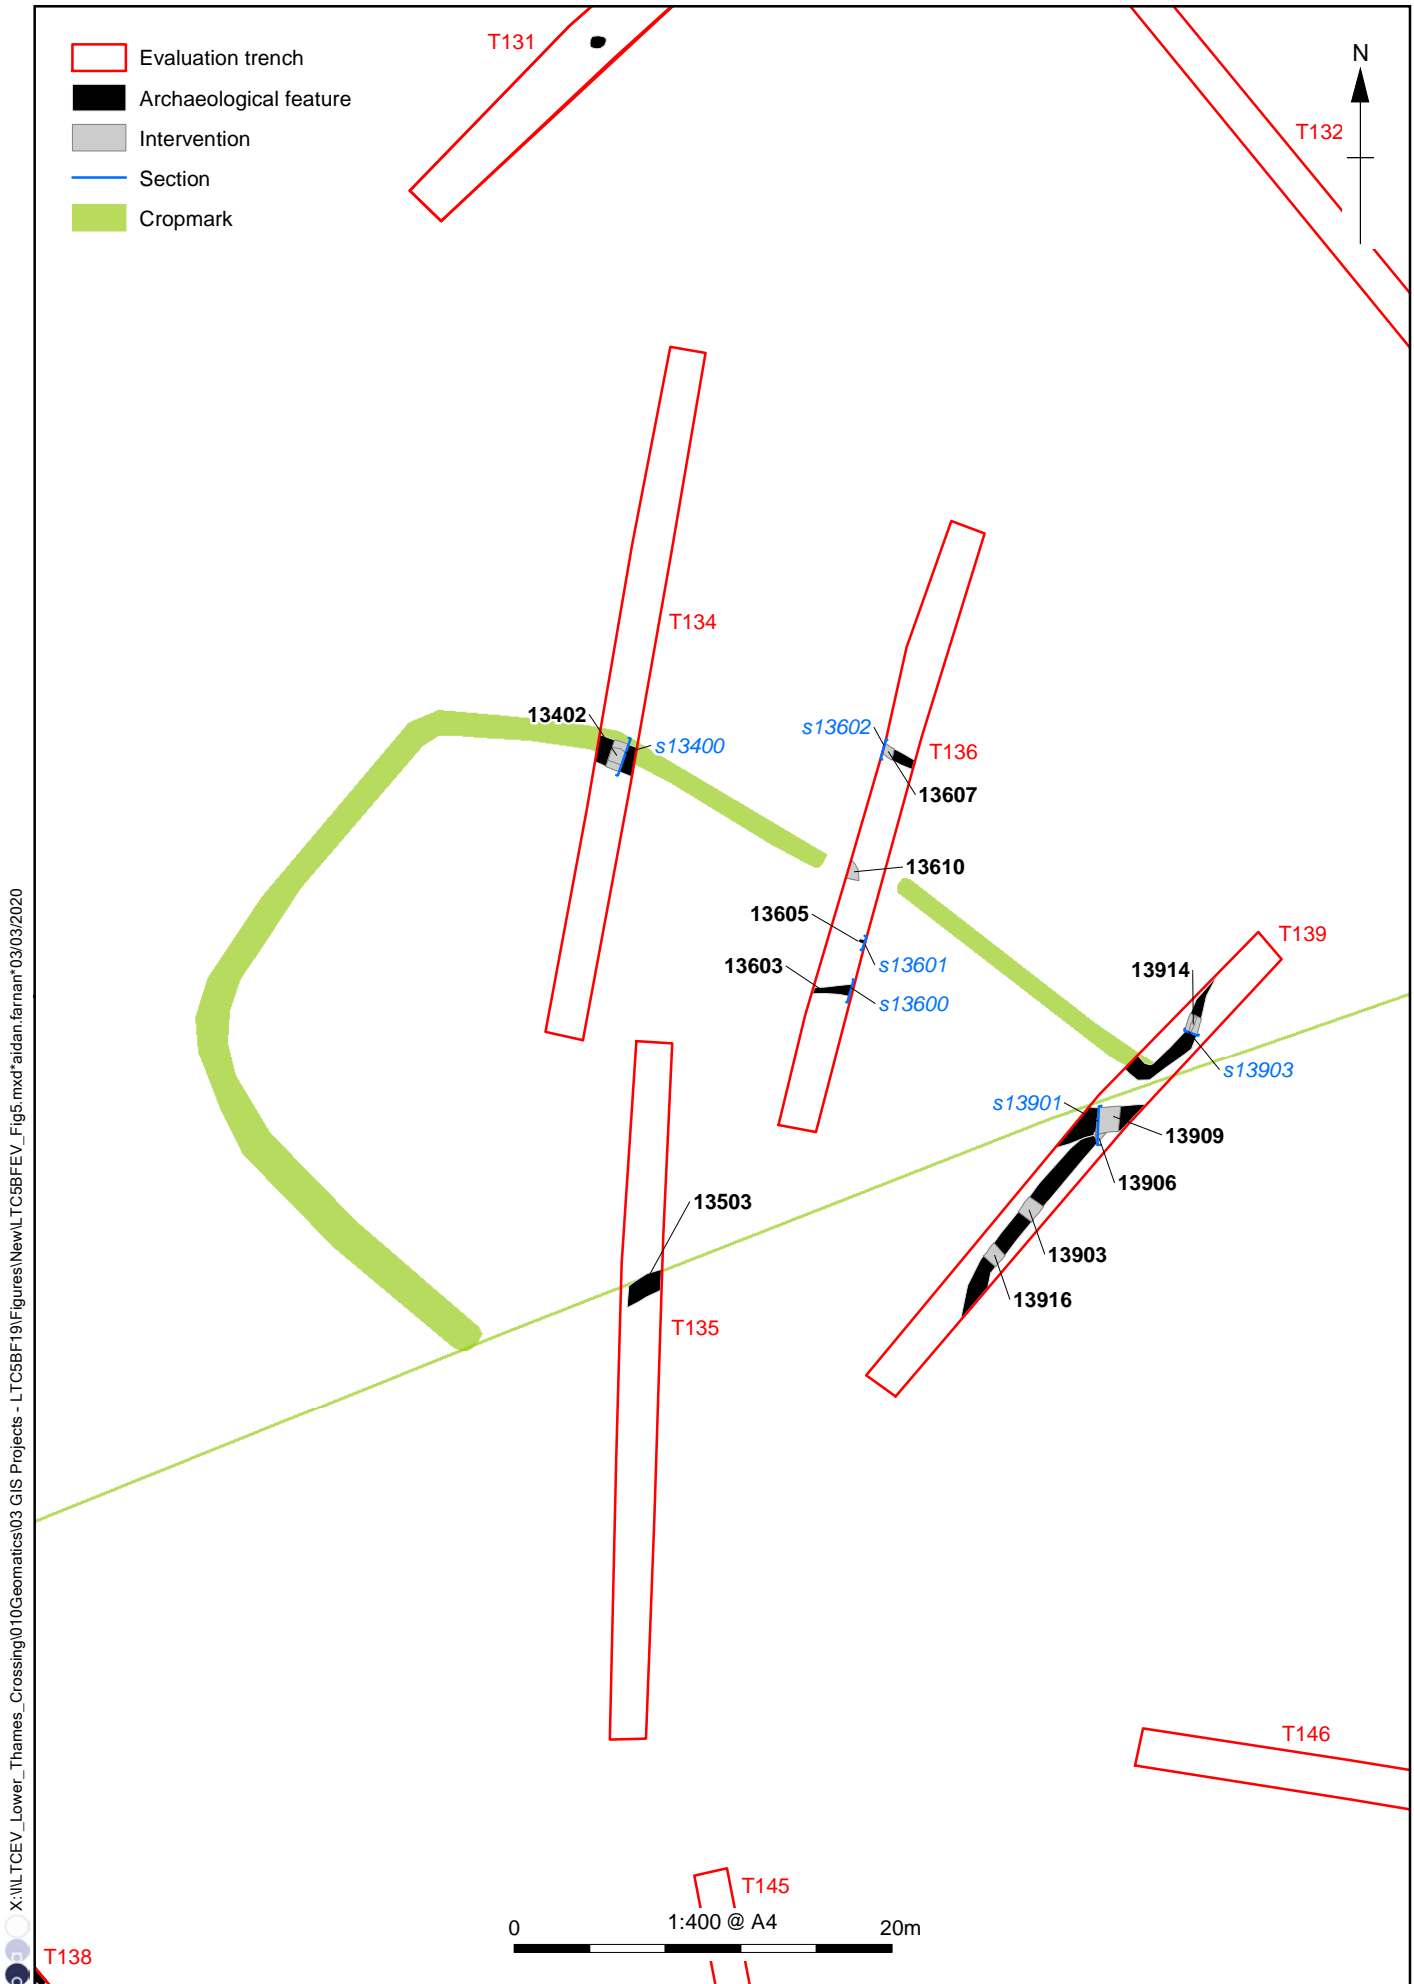 Evaluation trench
Archaeological feature
Intervention
Section
Cropmark
T131
N
T132
T134
13402
s13400
s13602
T136
13607
13610
13605
s13601
13603
s13600
T139
13914
s13903
s13901
13909
13906
13903
13916
13503
T135
T146
T145
T138
0
1:400 @ A4
20m
X:\l\LTCEV_Lower_Thames_Crossing\010Geomatics\03 GIS Projects - LTC5BF19\Figures\New\LTC5BFEV_Fig5.mxd*aidan.farnan*03/03/2020